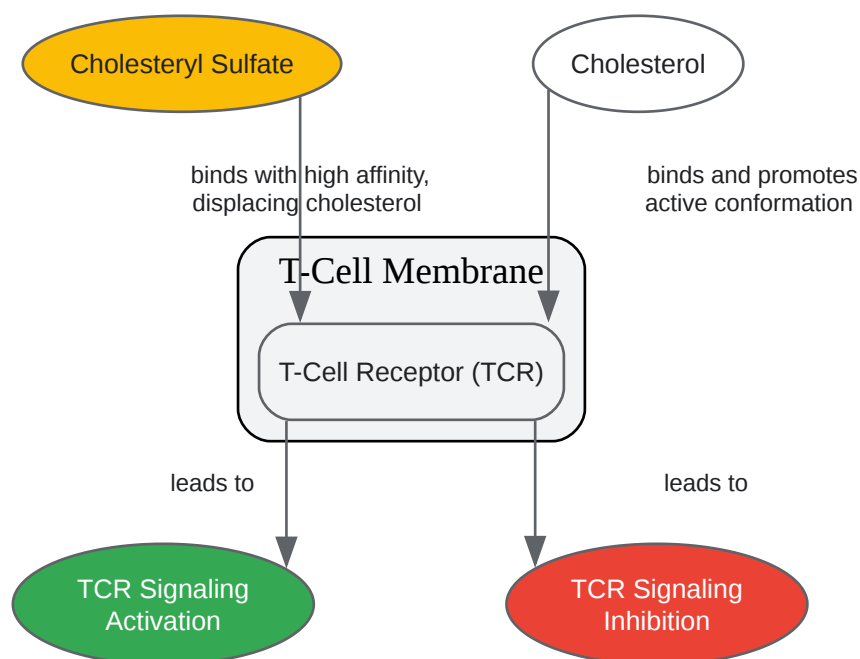 Cholesteryl Sulfate
Cholesterol
binds with high affinity,
displacing cholesterol
binds and promotes
active conformation
T-Cell Membrane
T-Cell Receptor (TCR)
leads to
leads to
TCR Signaling
Activation
TCR Signaling
Inhibition